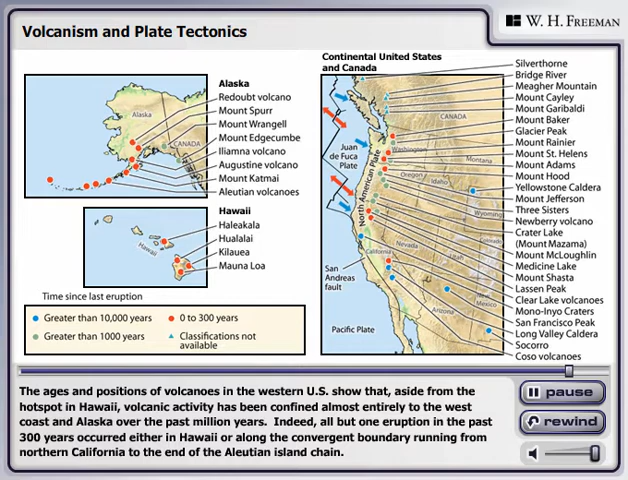 Volcanism and Plate Tectonics
W. H. FREEMAN
Alaska
Redoubt volcano
Mount Spurr
Mount Wrangell
Mount Edgecumbe
Iliamna volcano
Augustine volcano
Mount Katmai
Aleutian volcanoes
Alaska
CANADA
Hawaii
Haleakala
Hualalai
Kilauea
Mauna Loa
Hawaii
Time since last eruption
Greater than 10,000 years
0 to 300 years
Greater than 1000 years
Classifications not
available
Continental United States
and Canada
Silverthorne
Bridge River
Meagher Mountain
Mount Cayley
Mount Garibaldi
Mount Baker
Glacier Peak
Mount Rainier
Mount St. Helens
Mount Adams
Mount Hood
Yellowstone Caldera
Mount Jefferson
Three Sisters
Newberry volcano
Crater Lake
(Mount Mazama)
Mount McLoughlin
Medicine Lake
Mount Shasta
Lassen Peak
Clear Lake volcanoes
Mono-Inyo Craters
San Francisco Peak
Long Valley Caldera
Socorro
Coso volcanoes
CANADA
Juan
de Fuca
Plate
North American Plate
Washington
Montana
Oregon
Idaho
Wyoming
Nevada
Utah
Colorado
California
Arizona
New
Mexico
San
Andreas
fault
Pacific Plate
The ages and positions of volcanoes in the western U.S. show that, aside from the
hotspot in Hawaii, volcanic activity has been confined almost entirely to the west
coast and Alaska over the past million years. Indeed, all but one eruption in the past
300 years occurred either in Hawaii or along the convergent boundary running from
northern California to the end of the Aleutian island chain.
pause
rewind